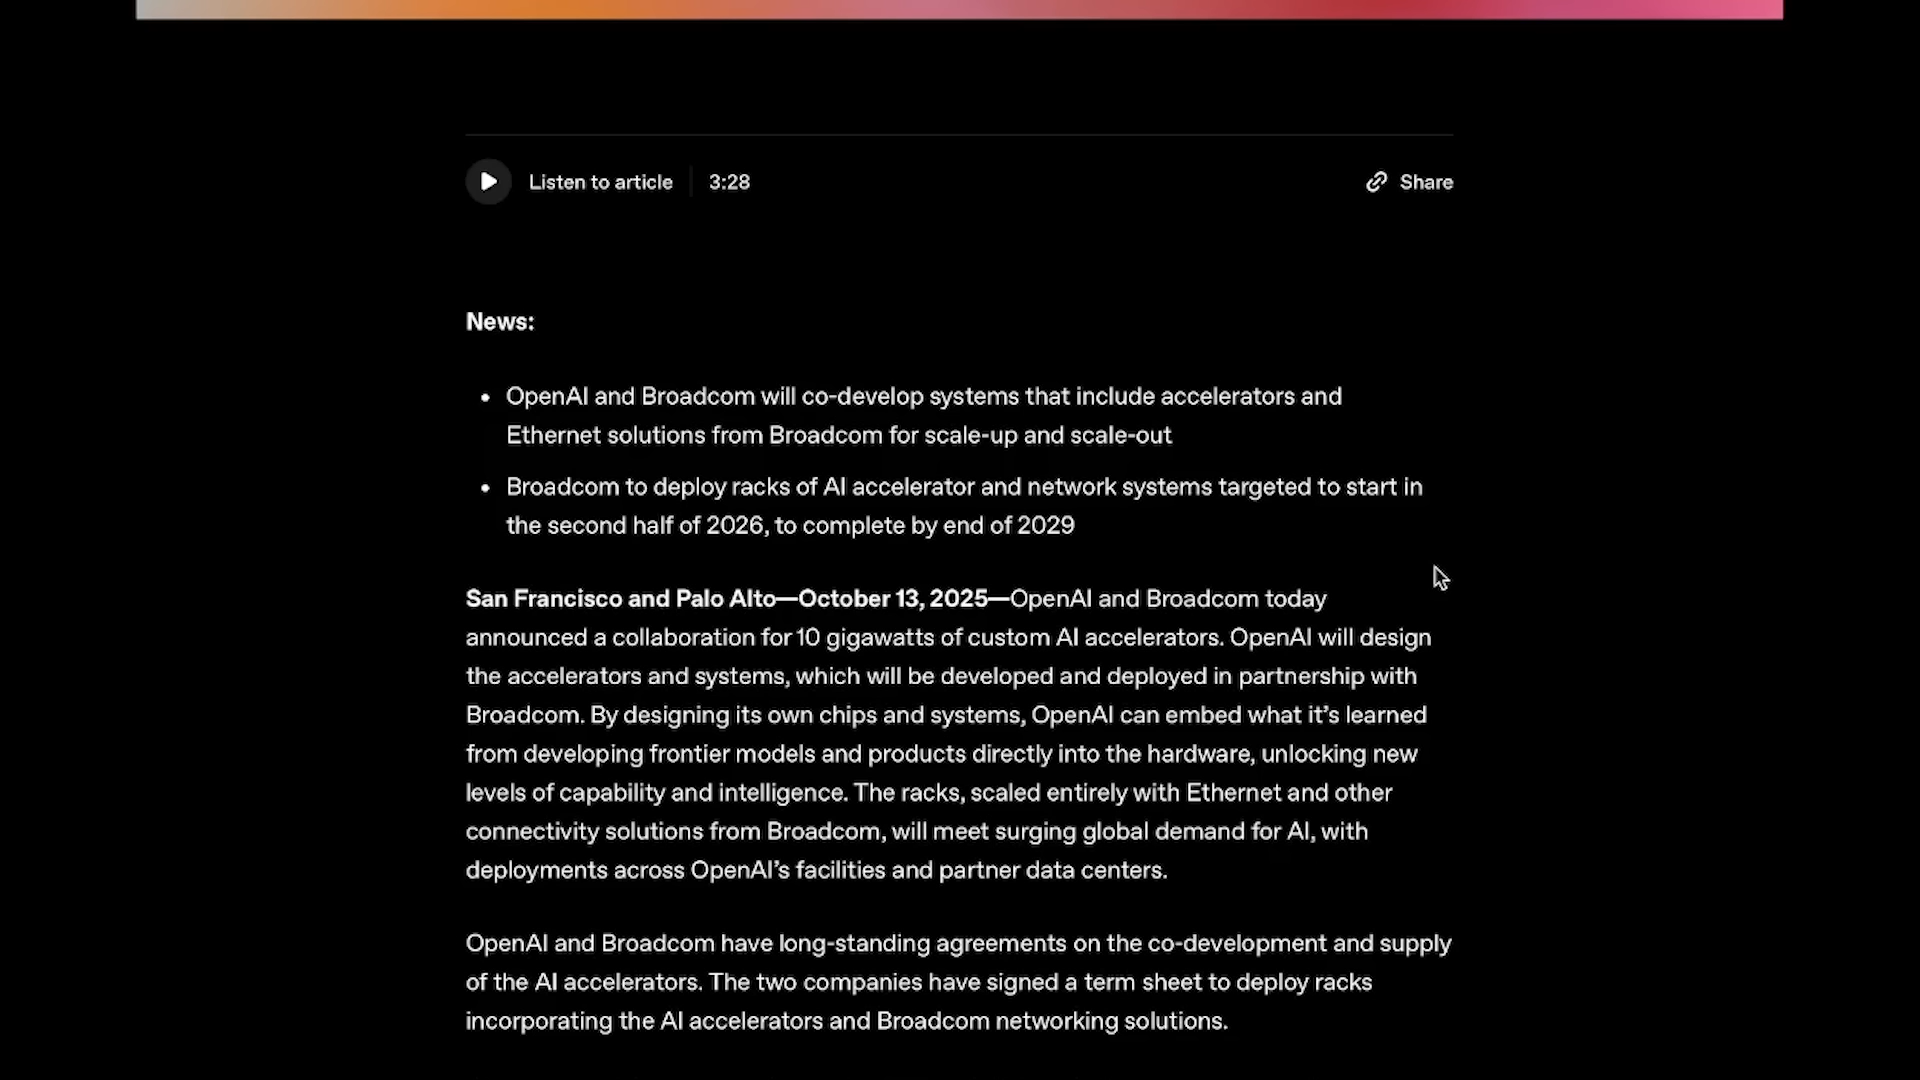 Listen to article
3:28
Share
News:
• OpenAI and Broadcom will co-develop systems that include accelerators and
Ethernet solutions from Broadcom for scale-up and scale-out
• Broadcom to deploy racks of AI accelerator and network systems targeted to start in
the second half of 2026, to complete by end of 2029
San Francisco and Palo Alto—October 13, 2025—OpenAI and Broadcom today
announced a collaboration for 10 gigawatts of custom AI accelerators. OpenAI will design
the accelerators and systems, which will be developed and deployed in partnership with
Broadcom. By designing its own chips and systems, OpenAI can embed what it’s learned
from developing frontier models and products directly into the hardware, unlocking new
levels of capability and intelligence. The racks, scaled entirely with Ethernet and other
connectivity solutions from Broadcom, will meet surging global demand for AI, with
deployments across OpenAI’s facilities and partner data centers.
OpenAI and Broadcom have long-standing agreements on the co-development and supply
of the AI accelerators. The two companies have signed a term sheet to deploy racks
incorporating the AI accelerators and Broadcom networking solutions.